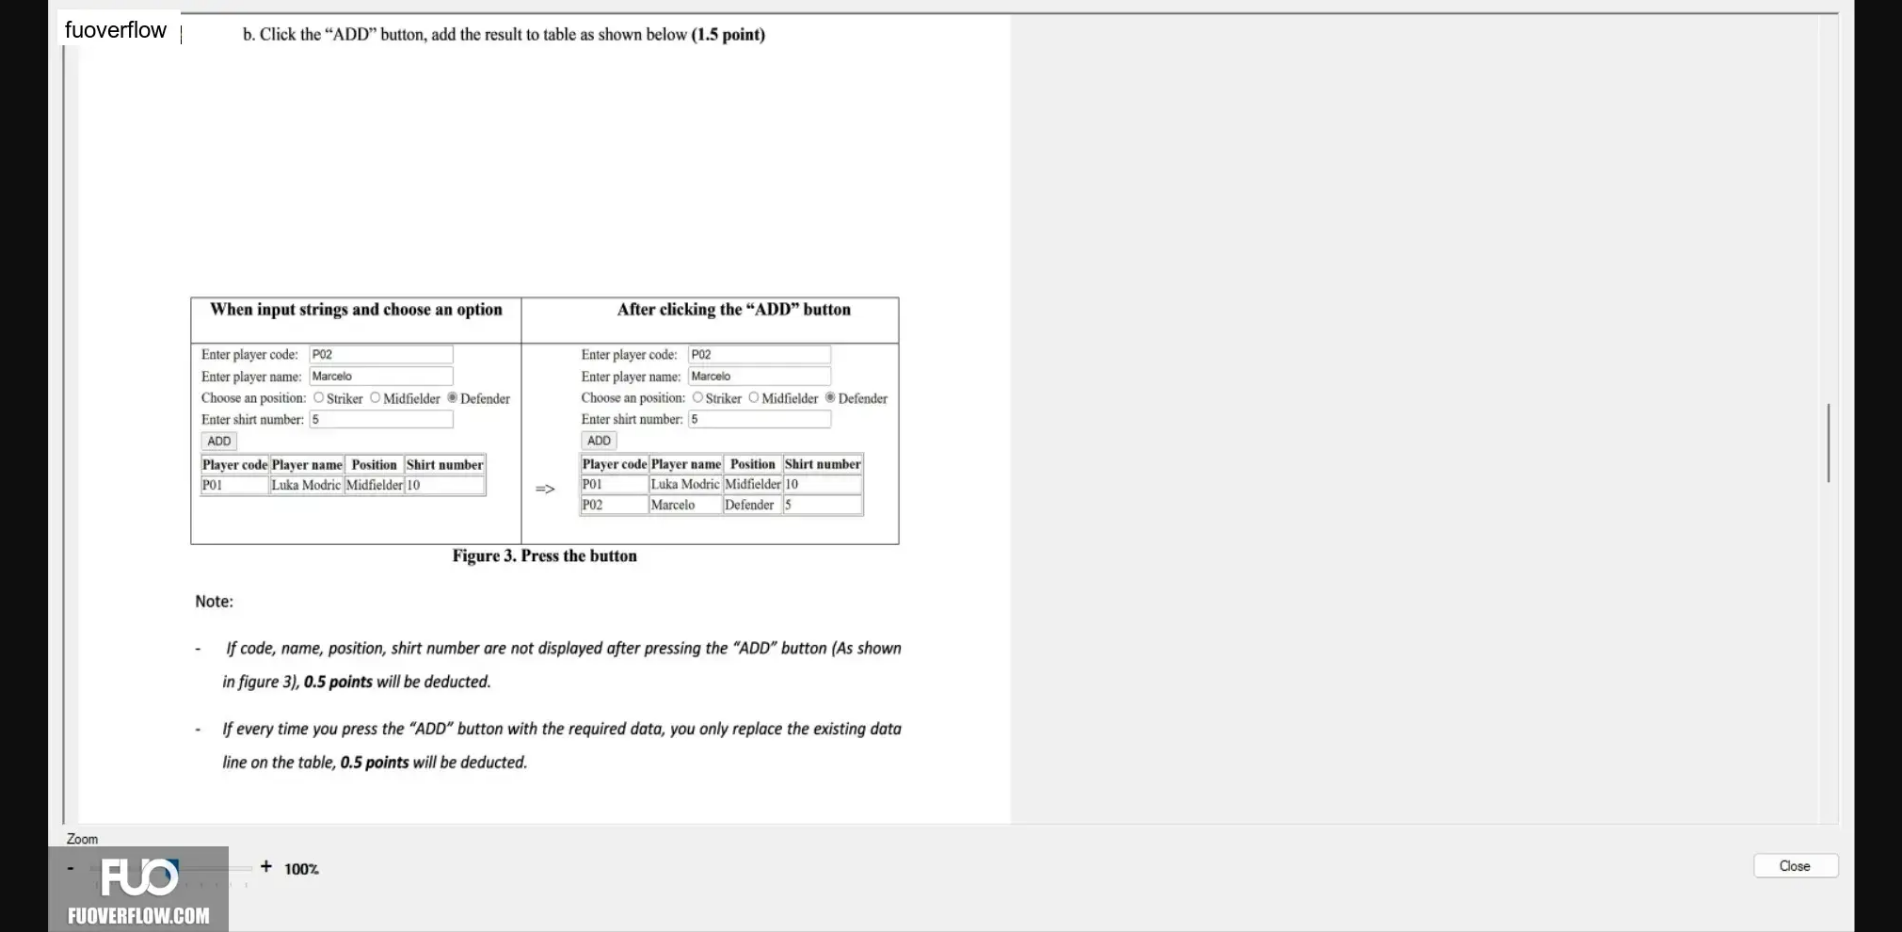 fuoverflow
b. Click the “ADD” button, add the result to table as shown below (1.5 point)
When input strings and choose an option
After clicking the “ADD” button
Enter player code: P02
Enter player name: Marcelo
Choose an position: Striker Midfielder Defender
Enter shirt number: 5
ADD
Player code Player name Position Shirt number
P01 Luka Modric Midfielder 10
=>
Enter player code: P02
Enter player name: Marcelo
Choose an position: Striker Midfielder Defender
Enter shirt number: 5
ADD
Player code Player name Position Shirt number
P01 Luka Modric Midfielder 10
P02 Marcelo Defender 5
Figure 3. Press the button
Note:
- If code, name, position, shirt number are not displayed after pressing the “ADD” button (As shown
in figure 3), 0.5 points will be deducted.
- If every time you press the “ADD” button with the required data, you only replace the existing data
line on the table, 0.5 points will be deducted.
Zoom
- + 100%
Close
FUO
FUOVERFLOW.COM